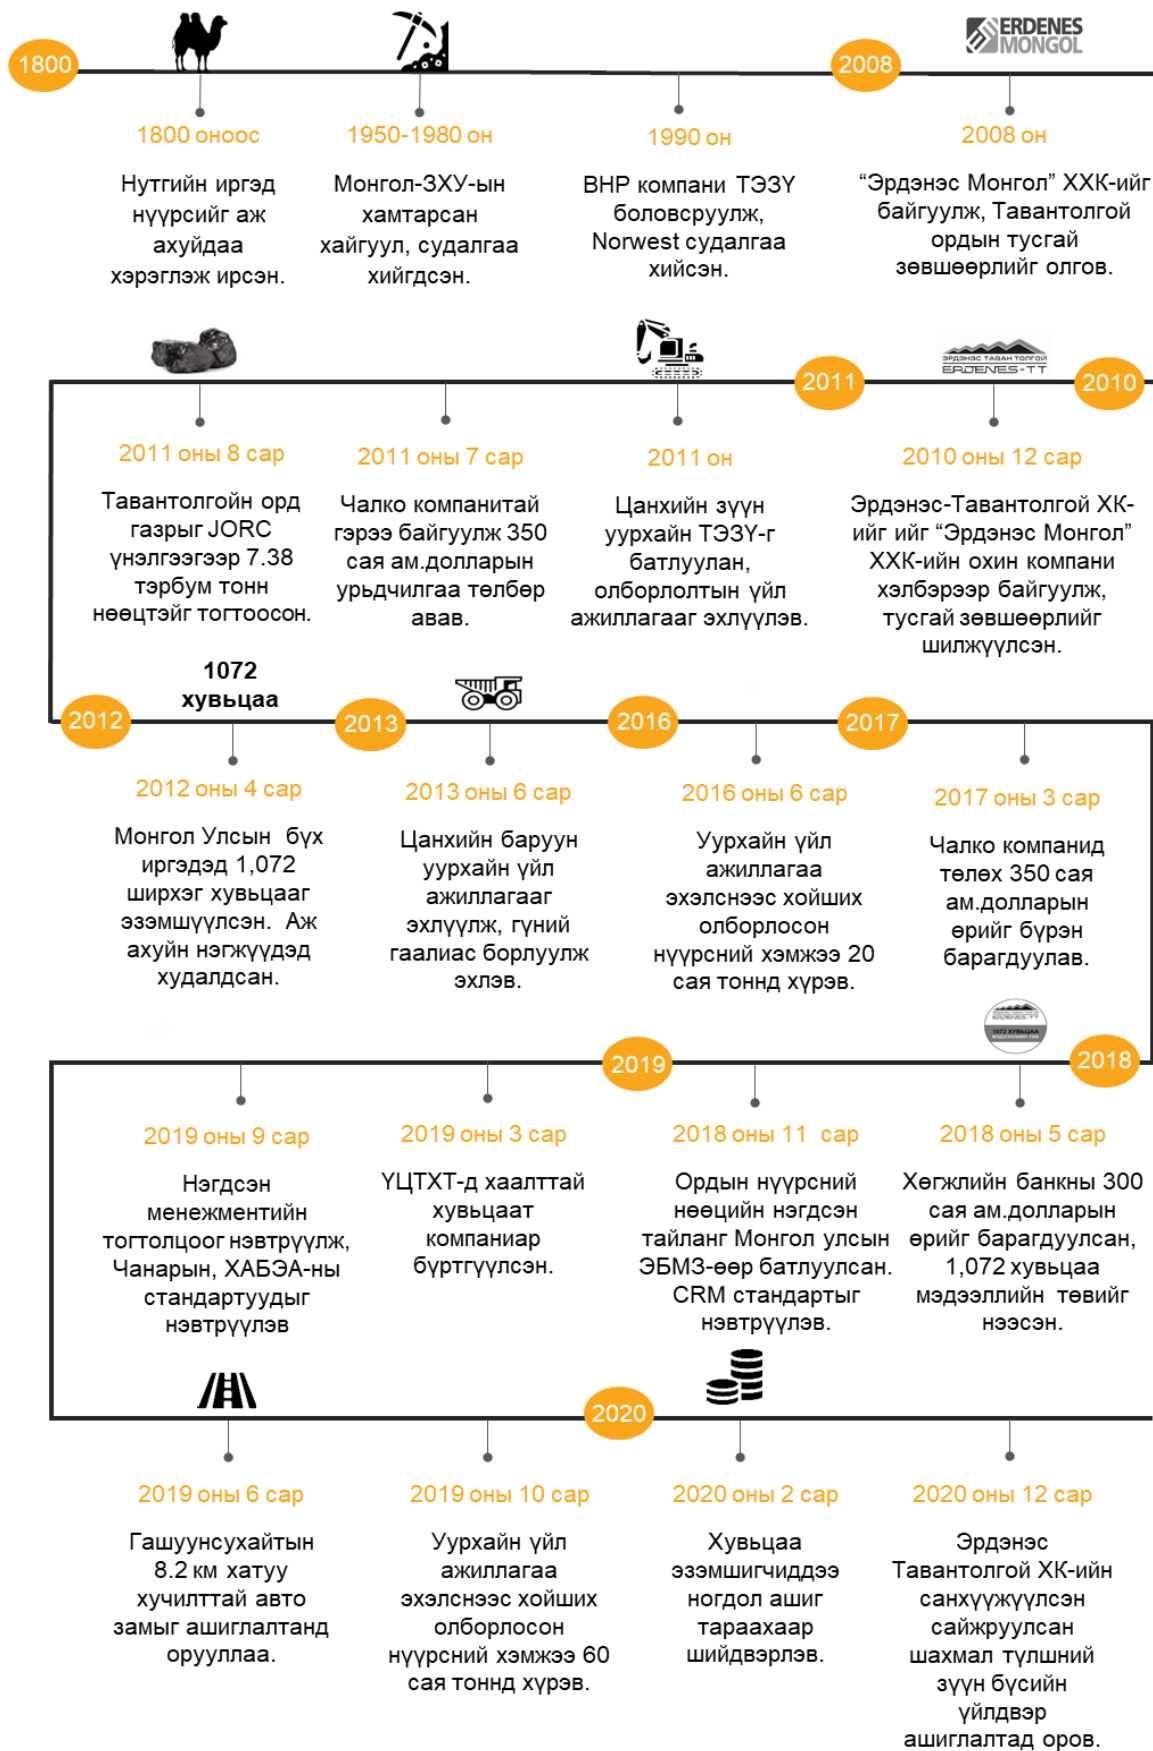 1800
2008
ERDENES
MONGOL
1800 оноос
Нутгийн иргэд
нүүрсийг аж
ахуйдаа
хэрэглэж ирсэн.
1950-1980 он
Монгол-ЗХУ-ын
хамтарсан
хайгуул, судалгаа
хийгдсэн.
1990 он
BHP компани ТЭЗҮ
боловсруулж,
Norwest судалгаа
хийсэн.
2008 он
“Эрдэнэс Монгол” ХХК-ийг
байгуулж, Тавантолгой
ордын тусгай
зөвшөөрлийг олгов.
2011
ЭРДЭНЭС ТАВАН ТОЛГОЙ
ERDENES-TT
2010
2011 оны 8 сар
Тавантолгойн орд
газрыг JORC
үнэлгээгээр 7.38
тэрбум тонн
нөөцтэйг тогтоосон.
2011 оны 7 сар
Чалко компанитай
гэрээ байгуулж 350
сая ам.долларын
урьдчилгаа төлбөр
авав.
2011 он
Цанхийн зүүн
уурхайн ТЭЗҮ-г
батлуулан,
олборлолтын үйл
ажиллагааг эхлүүлэв.
2010 оны 12 сар
Эрдэнэс-Тавантолгой ХК-
ийг ийг “Эрдэнэс Монгол”
ХХК-ийн охин компани
хэлбэрээр байгуулж,
тусгай зөвшөөрлийг
шилжүүлсэн.
1072
хувьцаа
2012
2013
2016
2017
2012 оны 4 сар
Монгол Улсын бүх
иргэдэд 1,072
ширхэг хувьцааг
эзэмшүүлсэн. Аж
ахуйн нэгжүүдэд
худалдсан.
2013 оны 6 сар
Цанхийн баруун
уурхайн үйл
ажиллагааг
эхлүүлж, гүний
гаалиас борлуулж
эхлэв.
2016 оны 6 сар
Уурхайн үйл
ажиллагаа
эхэлснээс хойших
олборлосон
нүүрсний хэмжээ 20
сая тоннд хүрэв.
2017 оны 3 сар
Чалко компанид
төлөх 350 сая
ам.долларын
өрийг бүрэн
барагдуулав.
ERDENES-TT
1072 ХУВЬЦАА
2019
2018
2019 оны 9 сар
Нэгдсэн
менежментийн
тогтолцоог нэвтрүүлж,
Чанарын, ХАБЭА-ны
стандартуудыг
нэвтрүүлэв
2019 оны 3 сар
ҮЦТХТ-д хаалттай
хувьцаат
компаниар
бүртгүүлсэн.
2018 оны 11 сар
Ордын нүүрсний
нөөцийн нэгдсэн
тайланг Монгол улсын
ЭБМЗ-өөр батлуулсан.
CRM стандартыг
нэвтрүүлэв.
2018 оны 5 сар
Хөгжлийн банкны 300
сая ам.долларын
өрийг барагдуулсан,
1,072 хувьцаа
мэдээллийн төвийг
нээсэн.
2020
2019 оны 6 сар
Гашуунсухайтын
8.2 км хатуу
хучилттай авто
замыг ашиглалтанд
орууллаа.
2019 оны 10 сар
Уурхайн үйл
ажиллагаа
эхэлснээс хойших
олборлосон
нүүрсний хэмжээ 60
сая тоннд хүрэв.
2020 оны 2 сар
Хувьцаа
эзэмшигчиддээ
ногдол ашиг
тараахаар
шийдвэрлэв.
2020 оны 12 сар
Эрдэнэс
Тавантолгой ХК-ийн
санхүүжүүлсэн
сайжруулсан
шахмал түлшний
зүүн бүсийн
үйлдвэр
ашиглалтад оров.